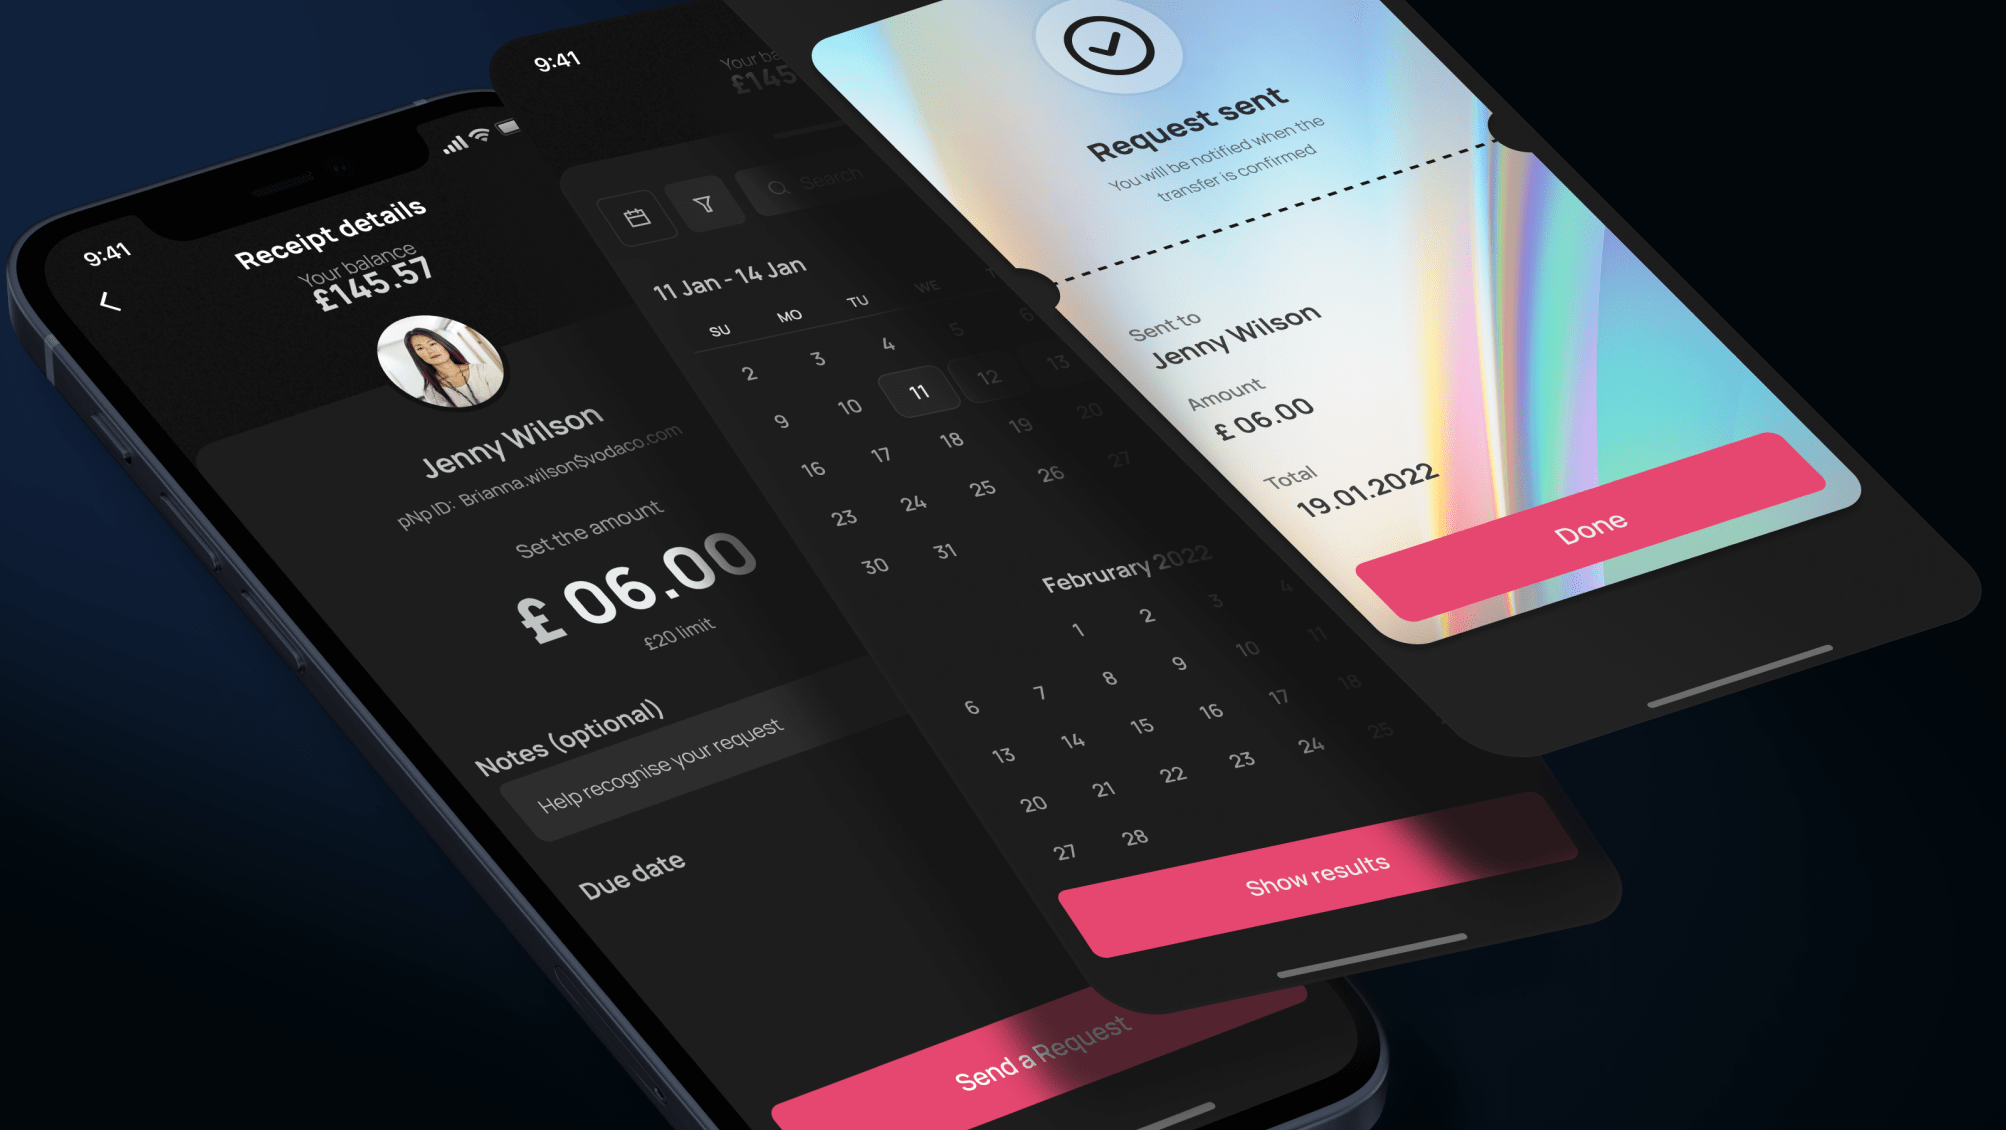 9:41
Receipt details
Your balance
£145.57
Jenny Wilson
pNp ID: Brianna.wilson$vodaco.com
Set the amount
£ 06.00
£20 limit
Notes (optional)
Help recognise your request
Due date
Send a Request
9:41
Your ba
£145
Search
11 Jan - 14 Jan
SU MO TU WE T
2 3 4 5 6
9 10 11 12 13
16 17 18 19 20
23 24 25 26 27
30 31
Februrary 2022
1 2 3 4
6 7 8 9 10 11
13 14 15 16 17 18
20 21 22 23 24 25
27 28
Show results
Request sent
You will be notified when the
transfer is confirmed
Sent to
Jenny Wilson
Amount
£ 06.00
Total
19.01.2022
Done